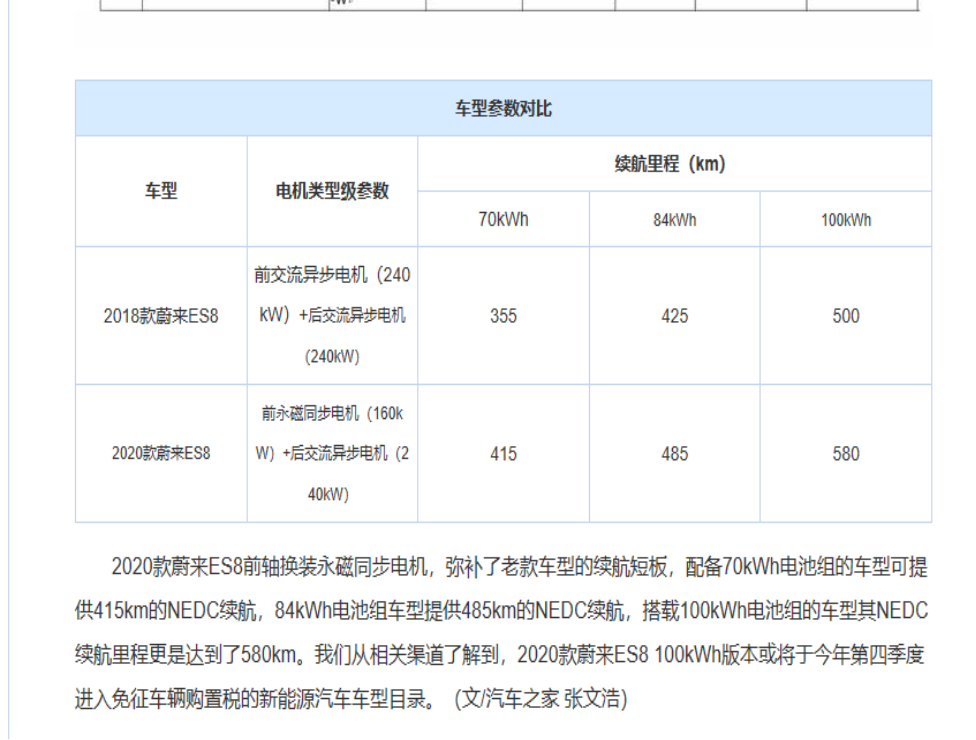 车型参数对比
车型
电机类型级参数
续航里程（km）
70kWh
84kWh
100kWh
2018款蔚来ES8
前交流异步电机（240
kW）+后交流异步电机
（240kW）
355
425
500
2020款蔚来ES8
前永磁同步电机（160k
W）+后交流异步电机（2
40kW）
415
485
580
2020款蔚来ES8前轴换装永磁同步电机，弥补了老款车型的续航短板，配备70kWh电池组的车型可提
供415km的NEDC续航，84kWh电池组车型提供485km的NEDC续航，搭载100kWh电池组的车型其NEDC
续航里程更是达到了580km。我们从相关渠道了解到，2020款蔚来ES8 100kWh版本或将于今年第四季度
进入免征车辆购置税的新能源汽车车型目录。（文/汽车之家 张文浩）